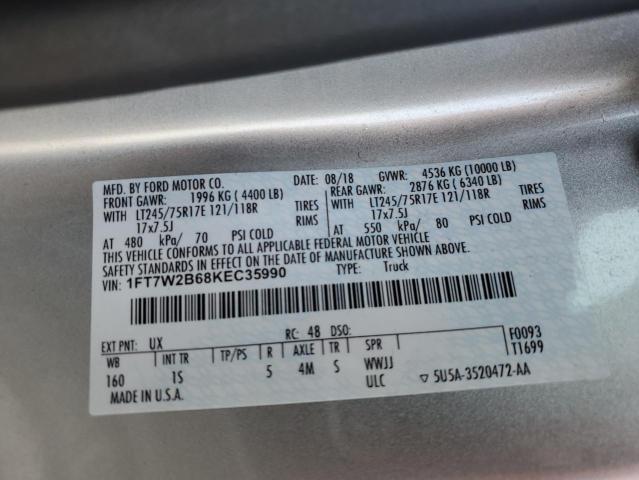 MFD. BY FORD MOTOR CO.
DATE: 08/18 GVWR: 4536 KG (10000 LB)
FRONT GAWR: 1996 KG ( 4400 LB) REAR GAWR: 2876 KG ( 6340 LB)
WITH LT245/75R17E 121/118R TIRES WITH LT245/75R17E 121/118R TIRES
17x7.5J RIMS 17x7.5J RIMS
AT 480 kPa/ 70 PSI COLD AT 550 kPa/ 80 PSI COLD
THIS VEHICLE CONFORMS TO ALL APPLICABLE FEDERAL MOTOR VEHICLE
SAFETY STANDARDS IN EFFECT ON THE DATE OF MANUFACTURE SHOWN ABOVE.
VIN: 1FT7W2B68KEC35990 TYPE: Truck
EXT PNT: UX RC: 48 DSO: F0093
WB INT TR TP/PS R AXLE TR SPR T1699
160 1S 5 4M S WWJJ
MADE IN U.S.A. ULC ▽ 5U5A-3520472-AA